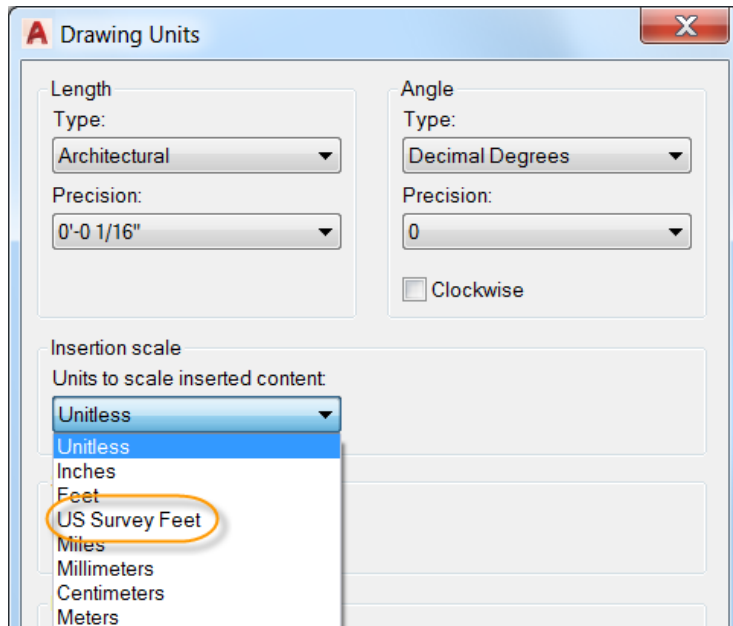 Drawing Units
Length
Type:
Architectural
Precision:
0'-0 1/16"
Angle
Type:
Decimal Degrees
Precision:
0
Clockwise
Insertion scale
Units to scale inserted content:
Unitless
Unitless
Inches
Feet
US Survey Feet
Miles
Millimeters
Centimeters
Meters